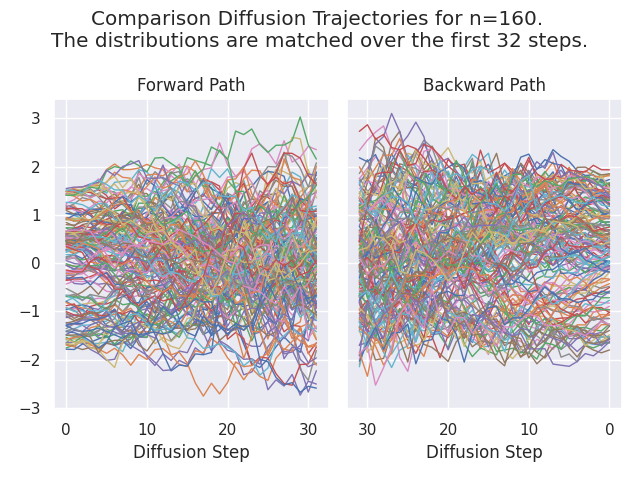 Comparison Diffusion Trajectories for n=160.
The distributions are matched over the first 32 steps.
Forward Path
Backward Path
3
2
1
0
−1
−2
−3
0 10 20 30
30 20 10 0
Diffusion Step
Diffusion Step